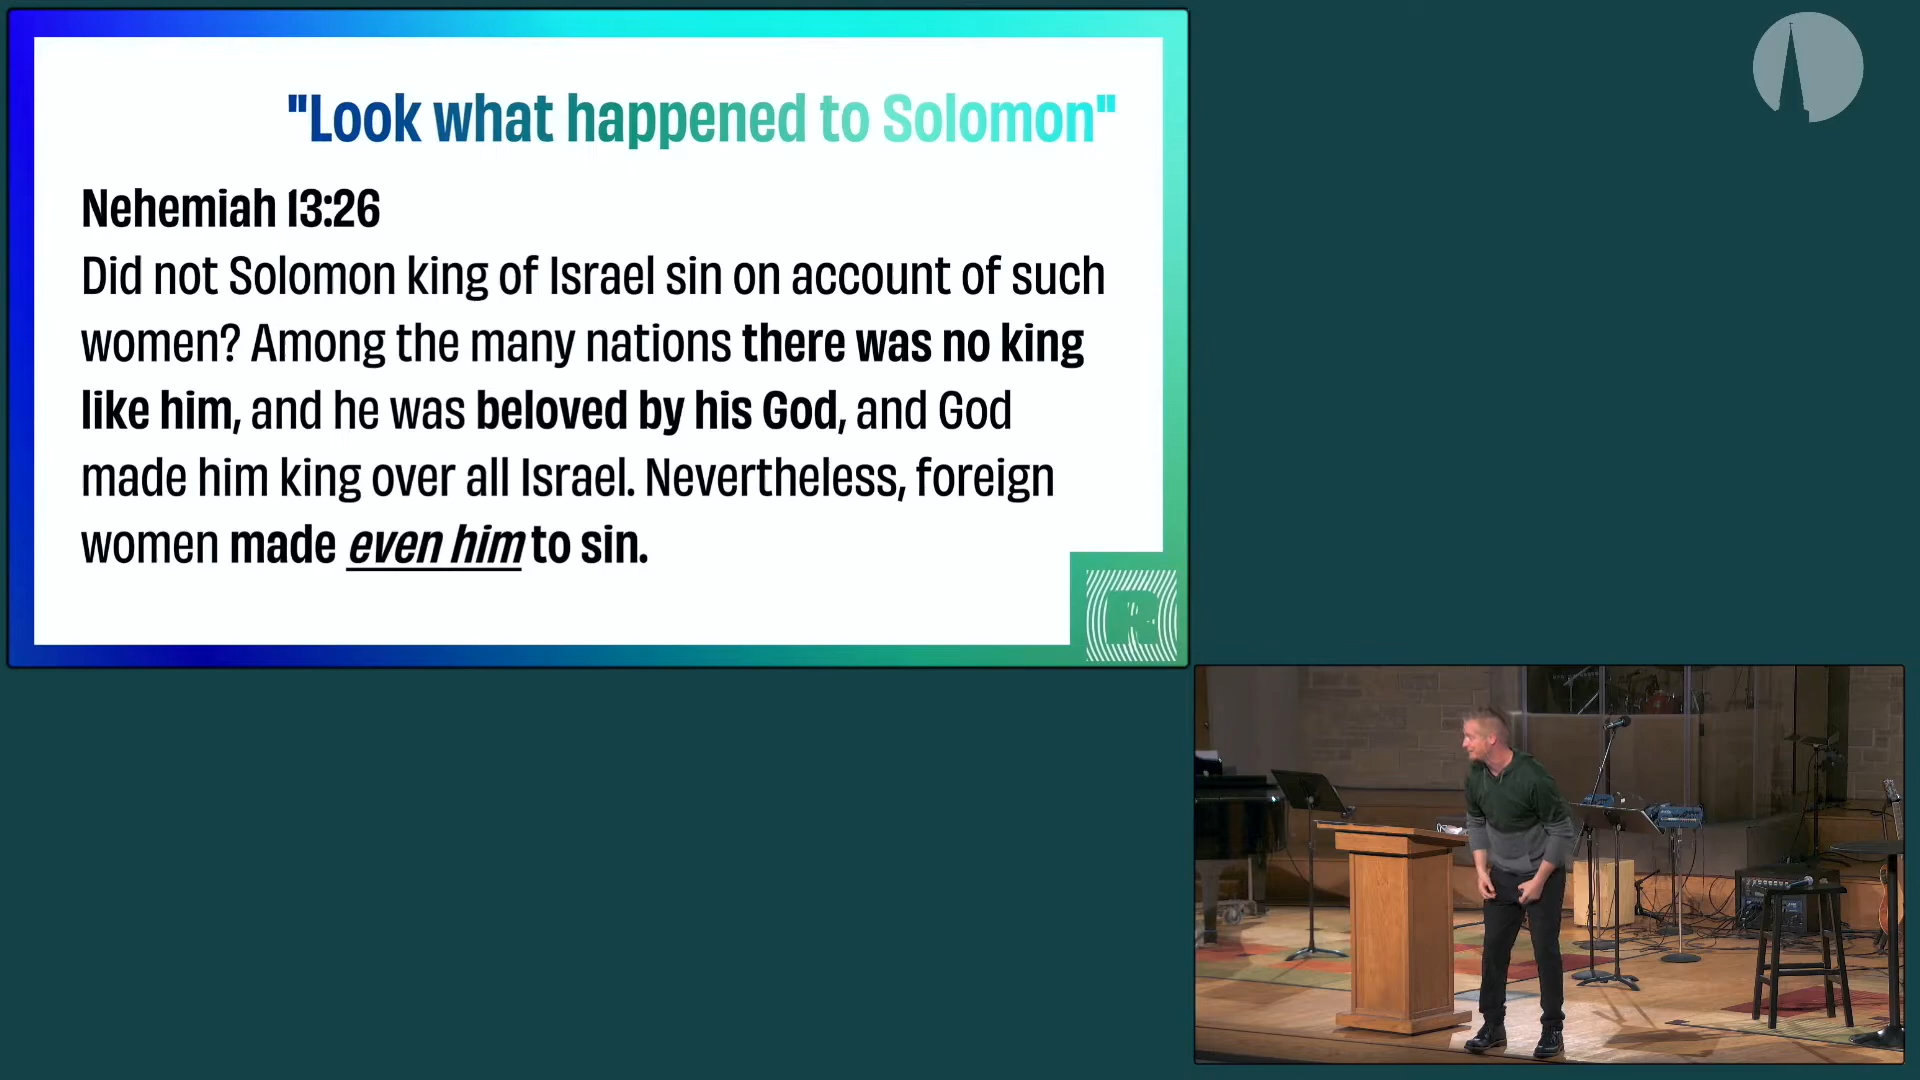 "Look what happened to Solomon"
Nehemiah 13:26
Did not Solomon king of Israel sin on account of such
women? Among the many nations there was no king
like him, and he was beloved by his God, and God
made him king over all Israel. Nevertheless, foreign
women made even him to sin.
R